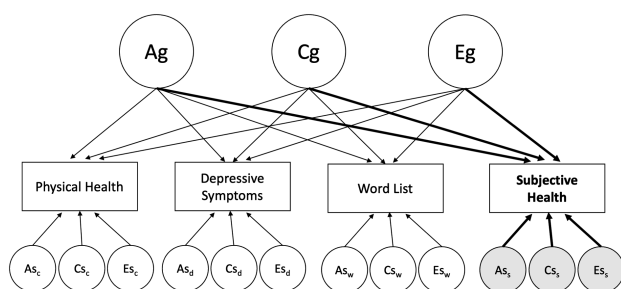 Ag Cg Eg
Physical Health Depressive Symptoms Word List Subjective Health
As_c Cs_c Es_c As_d Cs_d Es_d As_w Cs_w Es_w As_s Cs_s Es_s